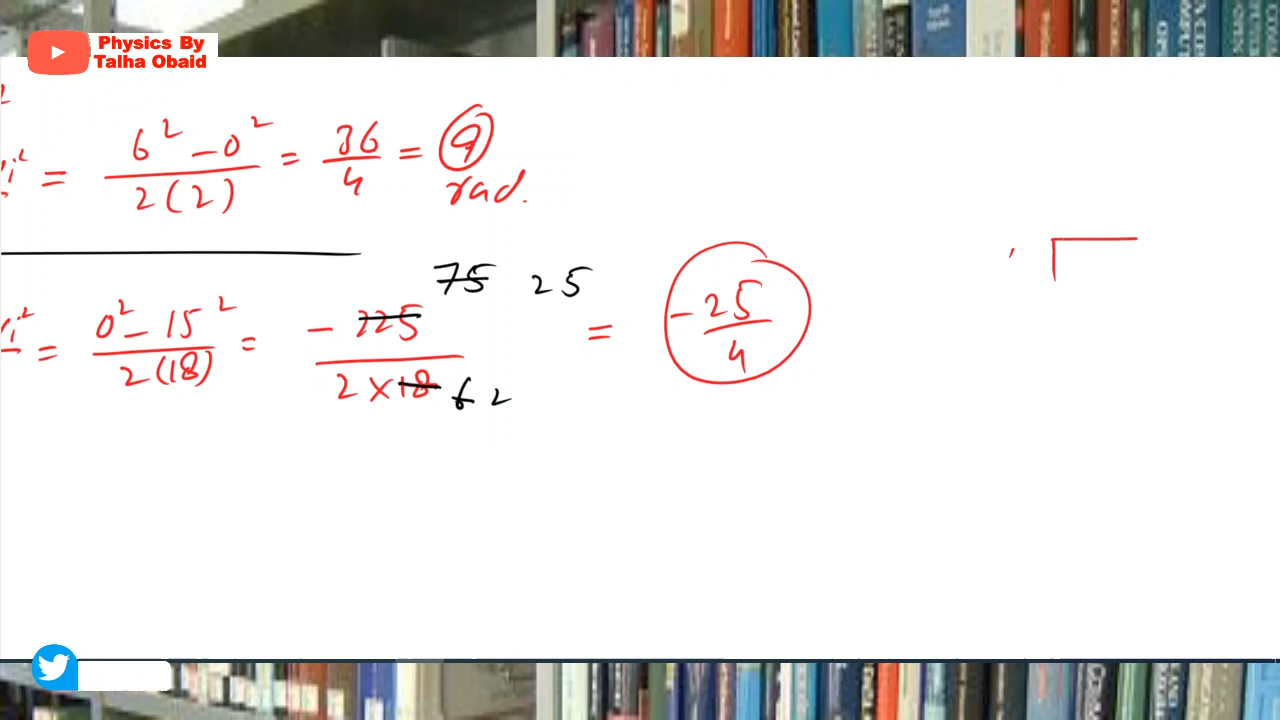 Physics By
Talha Obaid
= 6² - 0² / 2(2) = 36 / 4 = 9
rad.
75 25
= 0² - 15² / 2(18) = - 225 / 2 × 18 = - 25 / 4
6 2